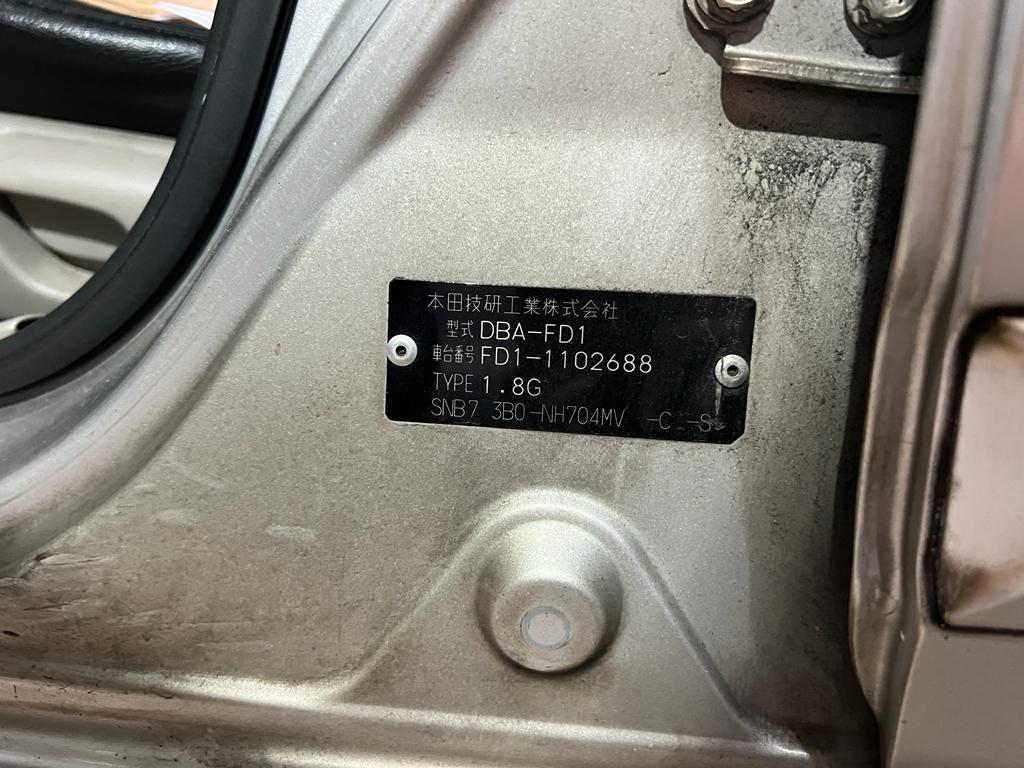 本田技研工業株式会社
型式 DBA-FD1
車台番号 FD1-1102688
TYPE 1.8G
SNB7 3B0-NH704MV -C -S